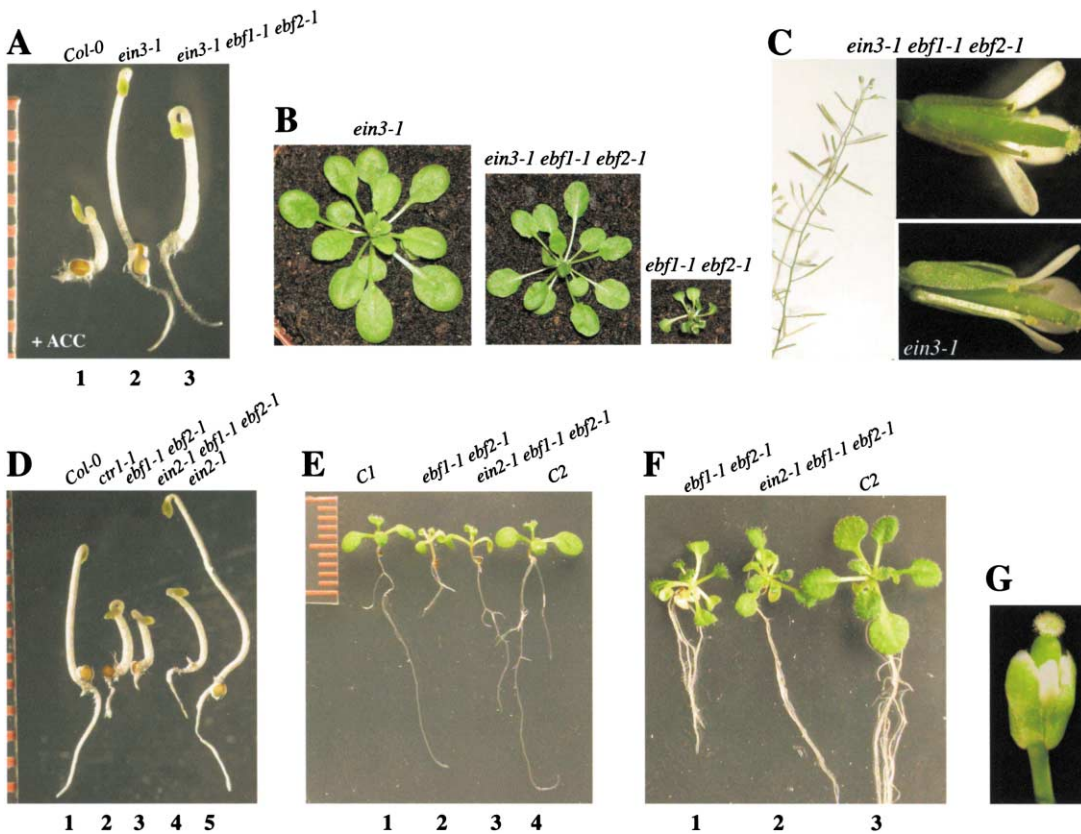 A
Col-0
ein3-1
ein3-1 ebf1-1 ebf2-1
+ ACC
1 2 3
B
ein3-1
ein3-1 ebf1-1 ebf2-1
ebf1-1 ebf2-1
C
ein3-1 ebf1-1 ebf2-1
ein3-1
D
Col-0
ctr1-1
ebf1-1 ebf2-1
ein2-1 ebf1-1 ebf2-1
ein2-1
1 2 3 4 5
E
C1
ebf1-1 ebf2-1
ein2-1 ebf1-1 ebf2-1
C2
1 2 3 4
F
ebf1-1 ebf2-1
ein2-1 ebf1-1 ebf2-1
C2
1 2 3
G